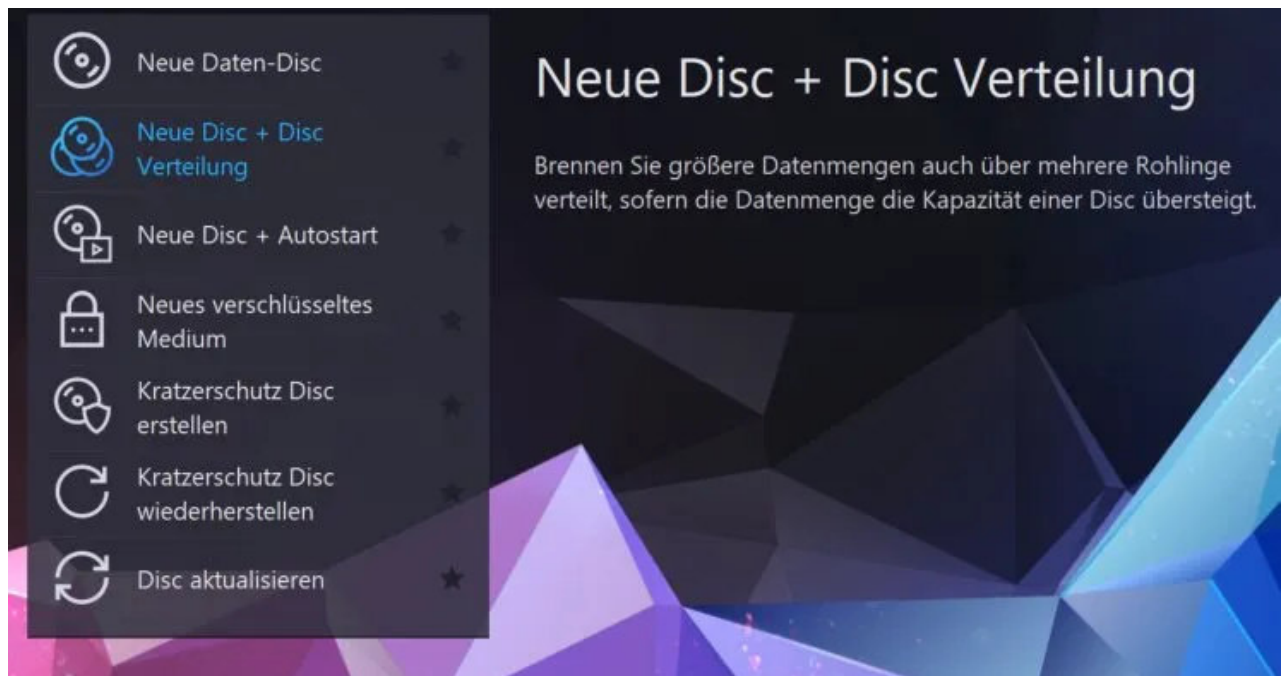 Neue Daten-Disc
Neue Disc + Disc
Verteilung
Neue Disc + Autostart
Neues verschlüsseltes
Medium
Kratzerschutz Disc
erstellen
Kratzerschutz Disc
wiederherstellen
Disc aktualisieren
Neue Disc + Disc Verteilung
Brennen Sie größere Datenmengen auch über mehrere Rohlinge
verteilt, sofern die Datenmenge die Kapazität einer Disc übersteigt.